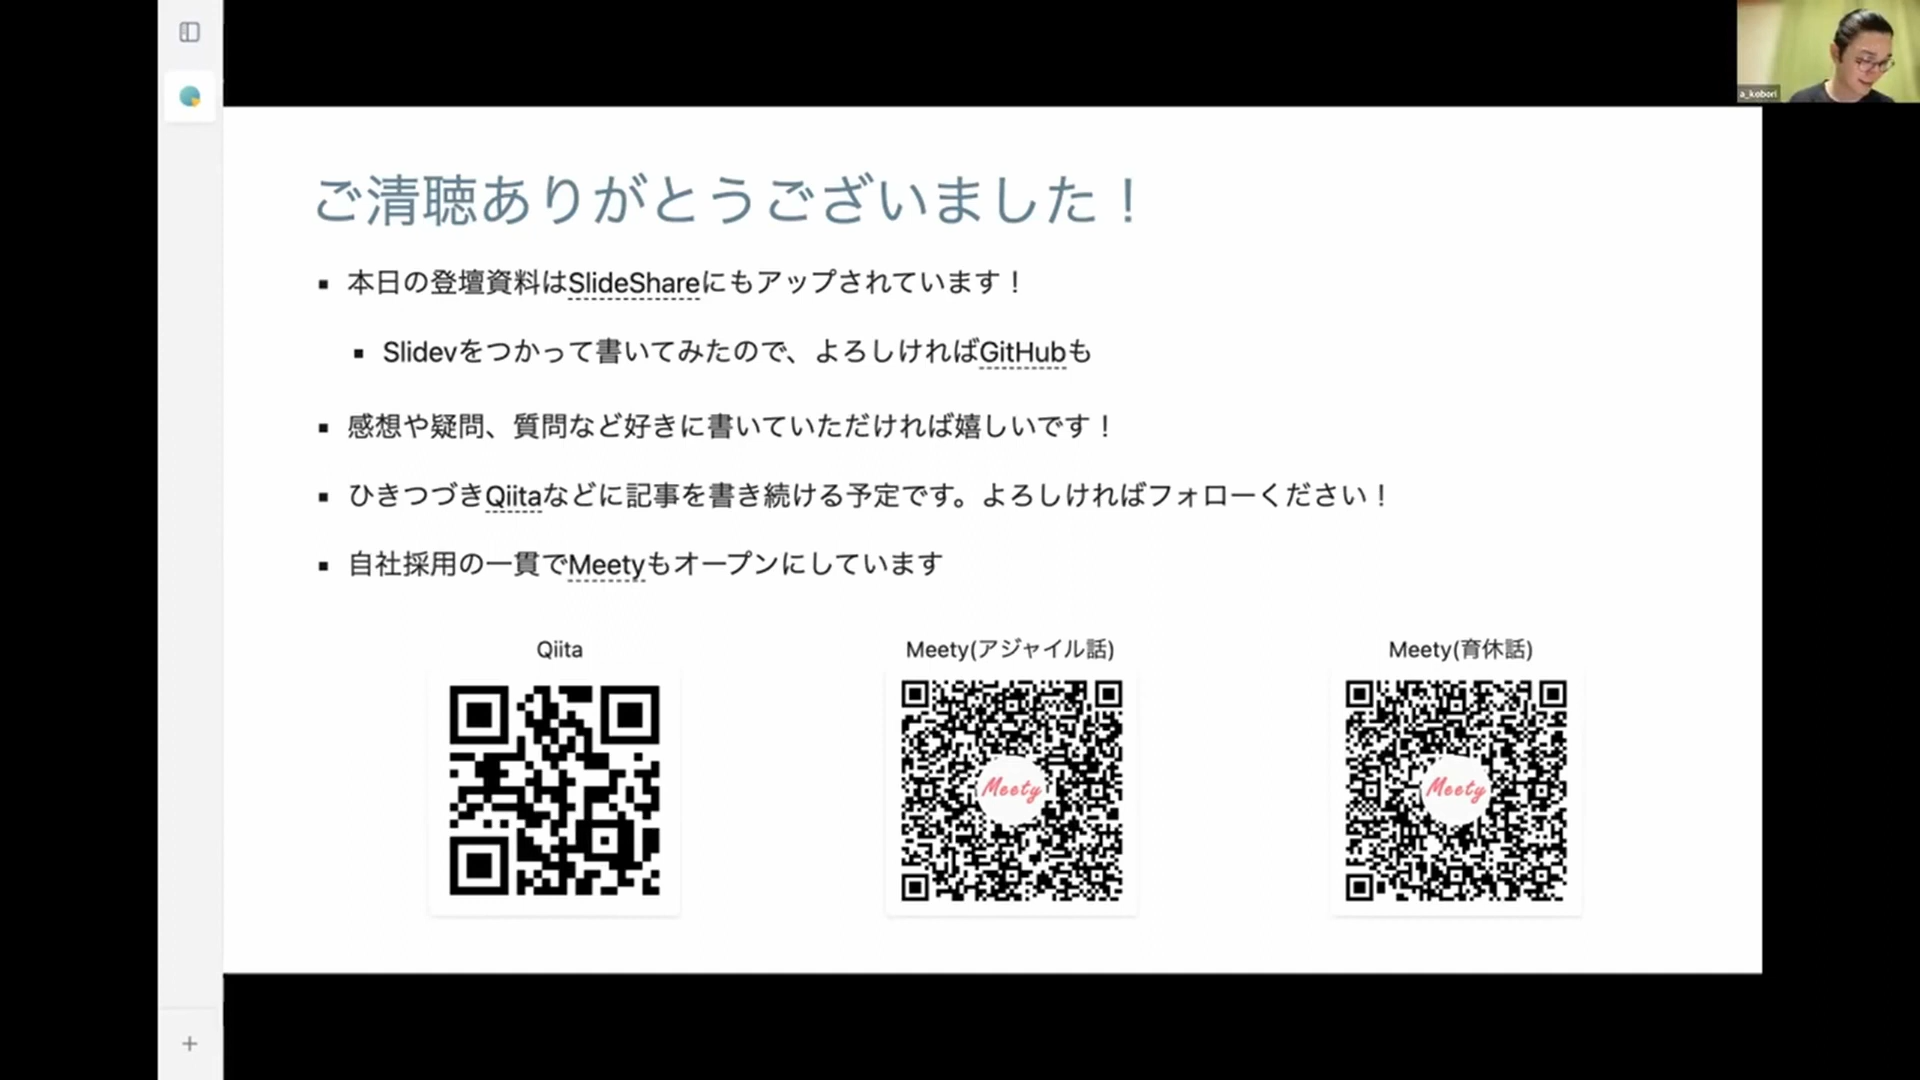 a_kobori
ご清聴ありがとうございました！
本日の登壇資料はSlideShareにもアップされています！
Slidevをつかって書いてみたので、よろしければGitHubも
感想や疑問、質問など好きに書いていただければ嬉しいです！
ひきつづきQiitaなどに記事を書き続ける予定です。よろしければフォローください！
自社採用の一貫でMeetyもオープンにしています
Qiita
Meety(アジャイル話)
Meety(育休話)
Meety
Meety